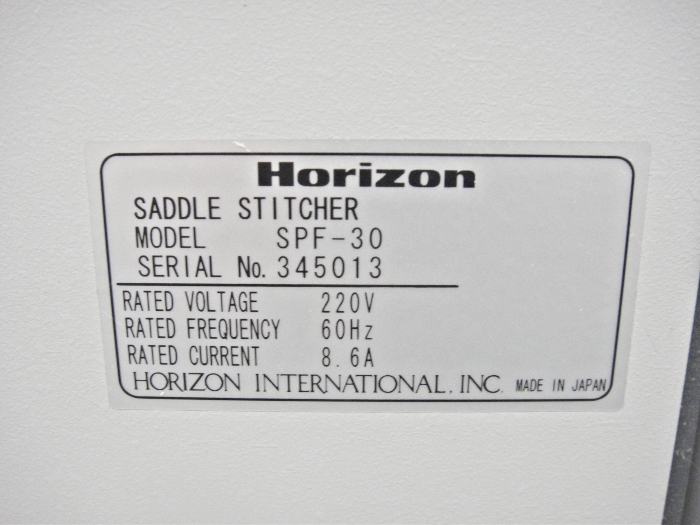 Horizon
SADDLE STITCHER
MODEL SPF-30
SERIAL No. 345013
RATED VOLTAGE 220V
RATED FREQUENCY 60Hz
RATED CURRENT 8.6A
HORIZON INTERNATIONAL, INC. MADE IN JAPAN